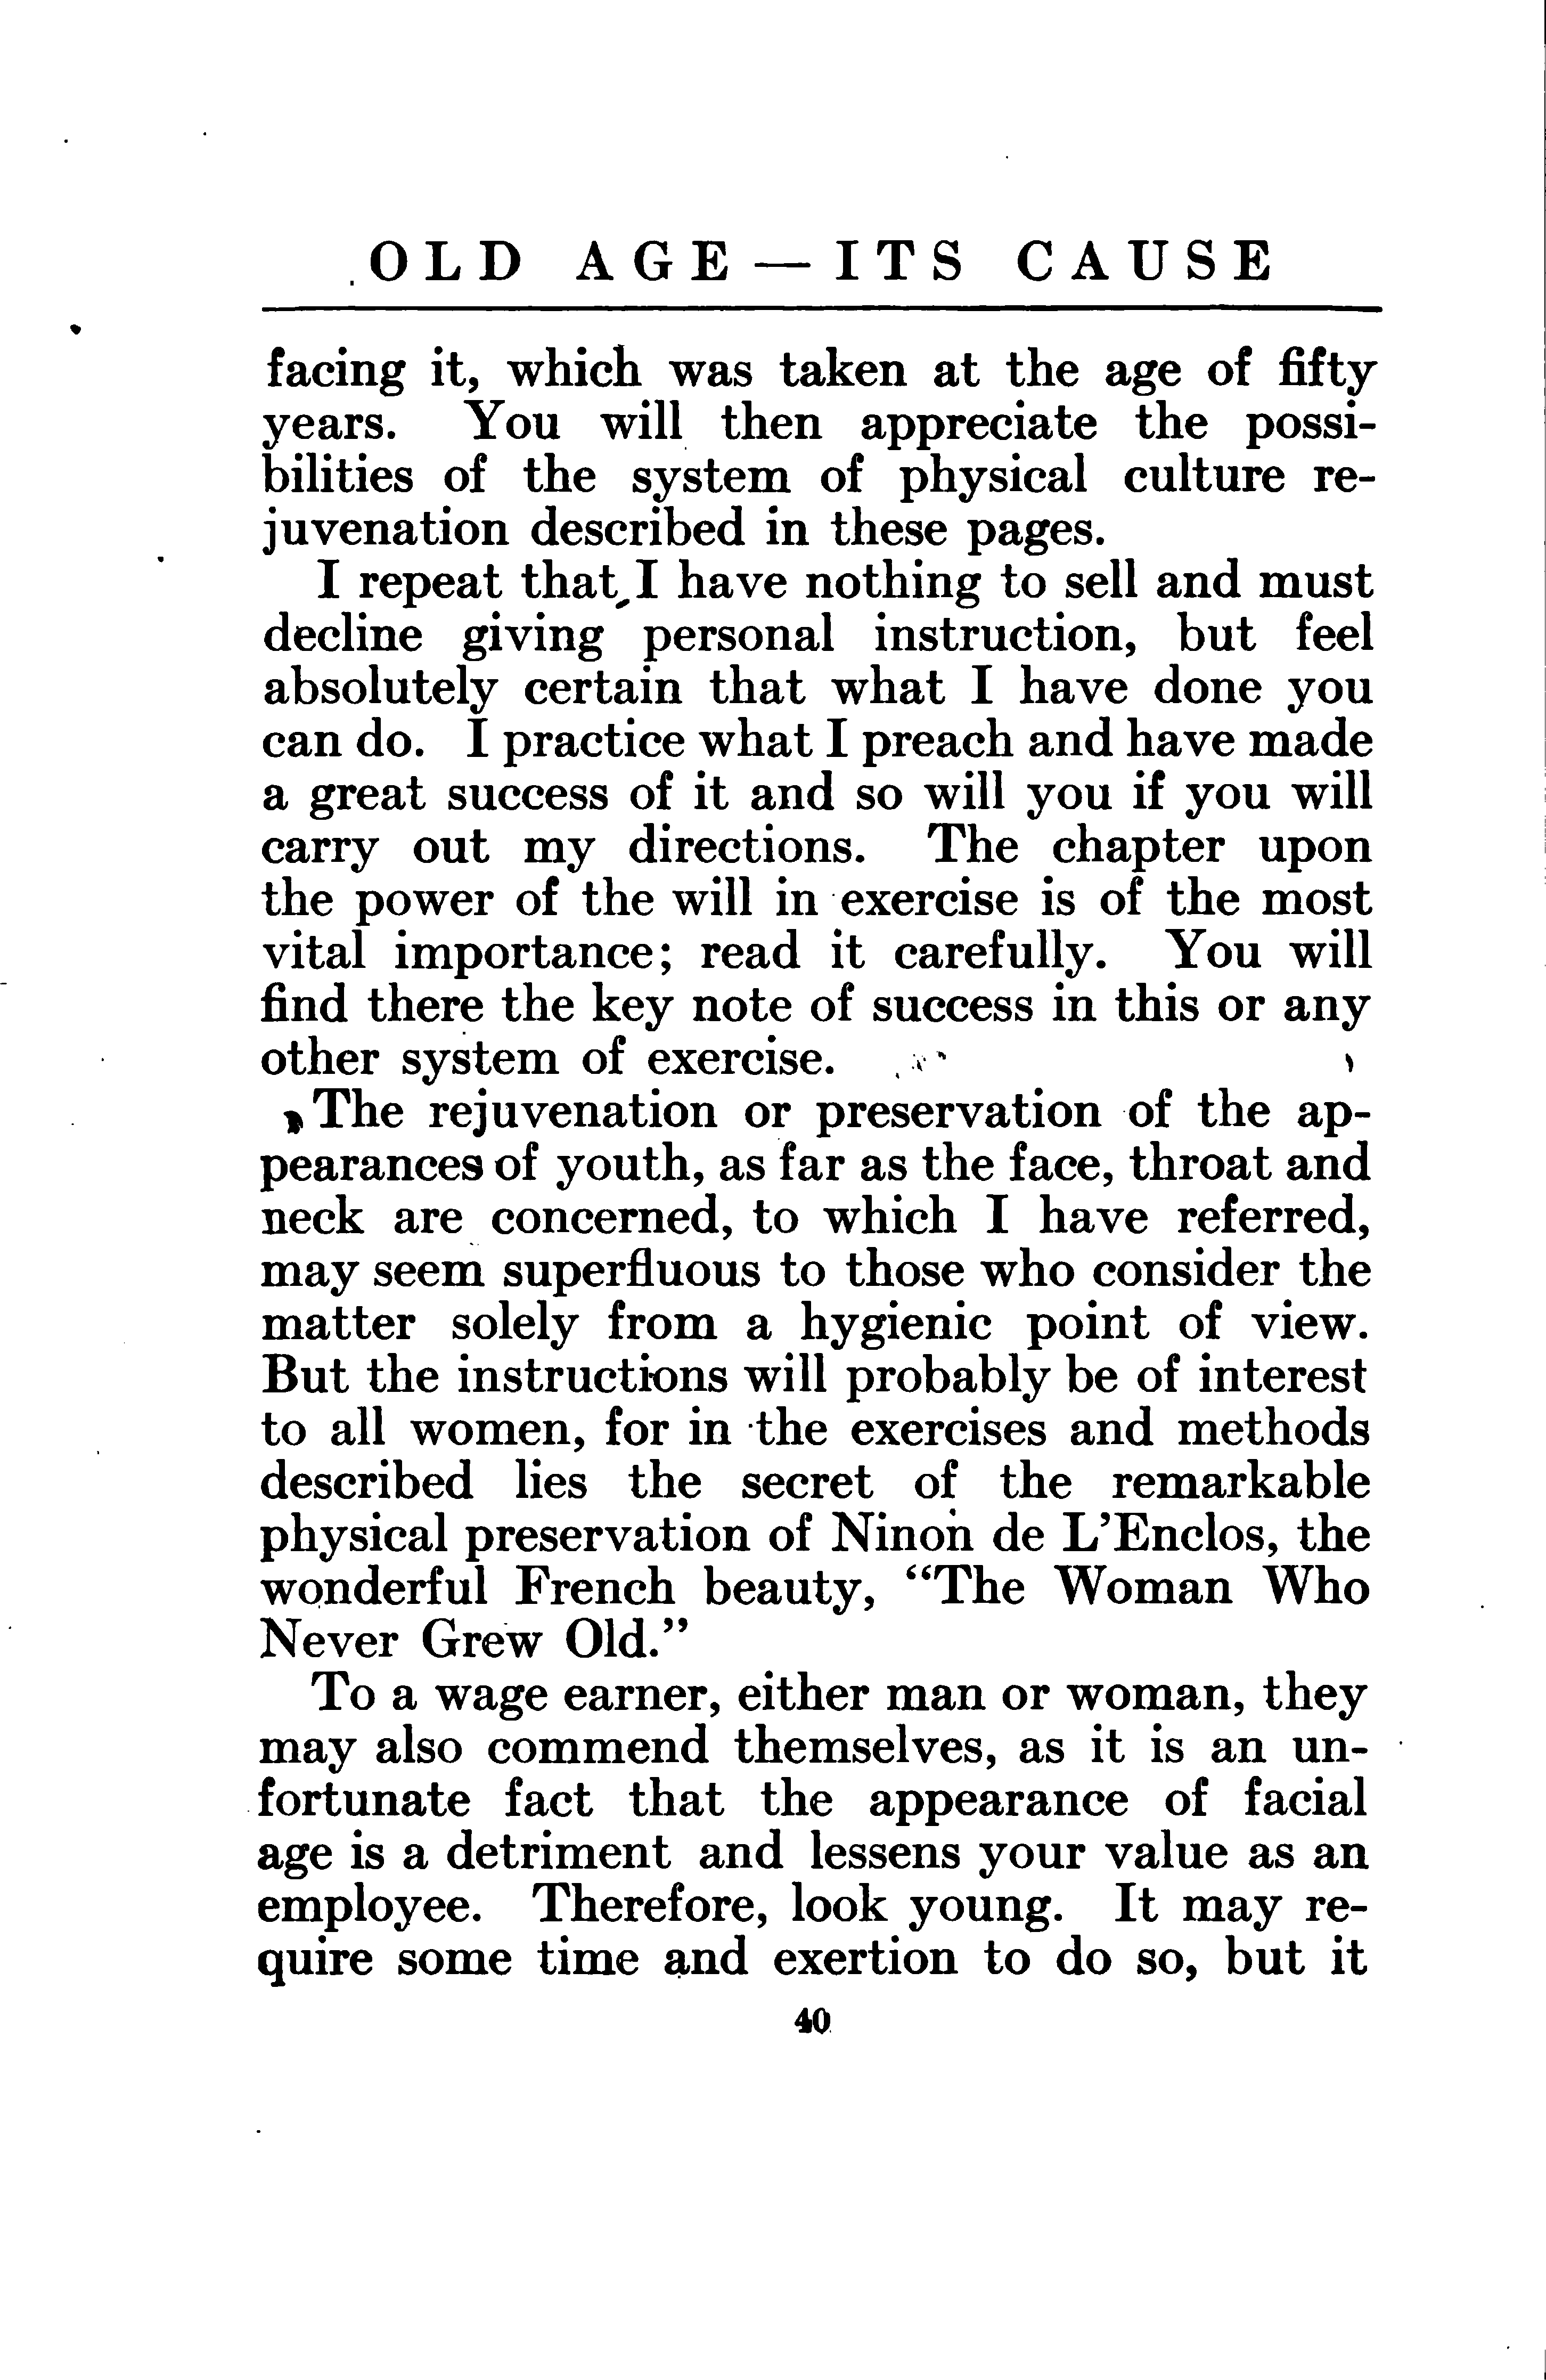 OLD AGE—ITS CAUSE
facing it, which was taken at the age of fifty
years. You will then appreciate the possi-
bilities of the system of physical culture re-
juvenation described in these pages.
I repeat that I have nothing to sell and must
decline giving personal instruction, but feel
absolutely certain that what I have done you
can do. I practice what I preach and have made
a great success of it and so will you if you will
carry out my directions. The chapter upon
the power of the will in exercise is of the most
vital importance; read it carefully. You will
find there the key note of success in this or any
other system of exercise.
The rejuvenation or preservation of the ap-
pearances of youth, as far as the face, throat and
neck are concerned, to which I have referred,
may seem superfluous to those who consider the
matter solely from a hygienic point of view.
But the instructions will probably be of interest
to all women, for in the exercises and methods
described lies the secret of the remarkable
physical preservation of Ninon de L'Enclos, the
wonderful French beauty, “The Woman Who
Never Grew Old.”
To a wage earner, either man or woman, they
may also commend themselves, as it is an un-
fortunate fact that the appearance of facial
age is a detriment and lessens your value as an
employee. Therefore, look young. It may re-
quire some time and exertion to do so, but it
40